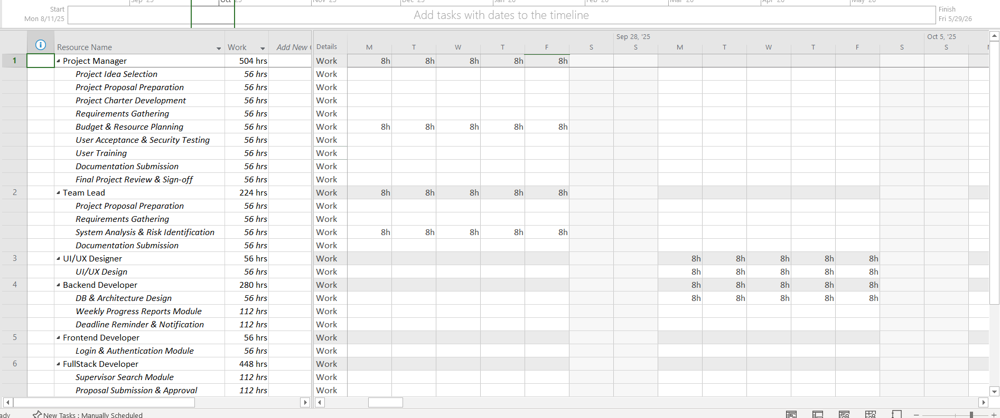 Sep '25 Oct '25 Nov '25 Dec '25 Jan '26 Feb '26 Mar '26 Apr '26 May '26
Start
Mon 8/11/25
Add tasks with dates to the timeline
Finish
Fri 5/29/26
Sep 28, '25 Oct 5, '25
Resource Name Work Add New Details M T W T F S S M T W T F S S
1 Project Manager 504 hrs Work 8h 8h 8h 8h 8h
Project Idea Selection 56 hrs Work
Project Proposal Preparation 56 hrs Work
Project Charter Development 56 hrs Work
Requirements Gathering 56 hrs Work
Budget & Resource Planning 56 hrs Work 8h 8h 8h 8h 8h
User Acceptance & Security Testing 56 hrs Work
User Training 56 hrs Work
Documentation Submission 56 hrs Work
Final Project Review & Sign-off 56 hrs Work
2 Team Lead 224 hrs Work 8h 8h 8h 8h 8h
Project Proposal Preparation 56 hrs Work
Requirements Gathering 56 hrs Work
System Analysis & Risk Identification 56 hrs Work 8h 8h 8h 8h 8h
Documentation Submission 56 hrs Work
3 UI/UX Designer 56 hrs Work 8h 8h 8h 8h 8h
UI/UX Design 56 hrs Work 8h 8h 8h 8h 8h
4 Backend Developer 280 hrs Work 8h 8h 8h 8h 8h
DB & Architecture Design 56 hrs Work 8h 8h 8h 8h 8h
Weekly Progress Reports Module 112 hrs Work
Deadline Reminder & Notification 112 hrs Work
5 Frontend Developer 56 hrs Work
Login & Authentication Module 56 hrs Work
6 FullStack Developer 448 hrs Work
Supervisor Search Module 112 hrs Work
Proposal Submission & Approval 112 hrs Work
New Tasks : Manually Scheduled